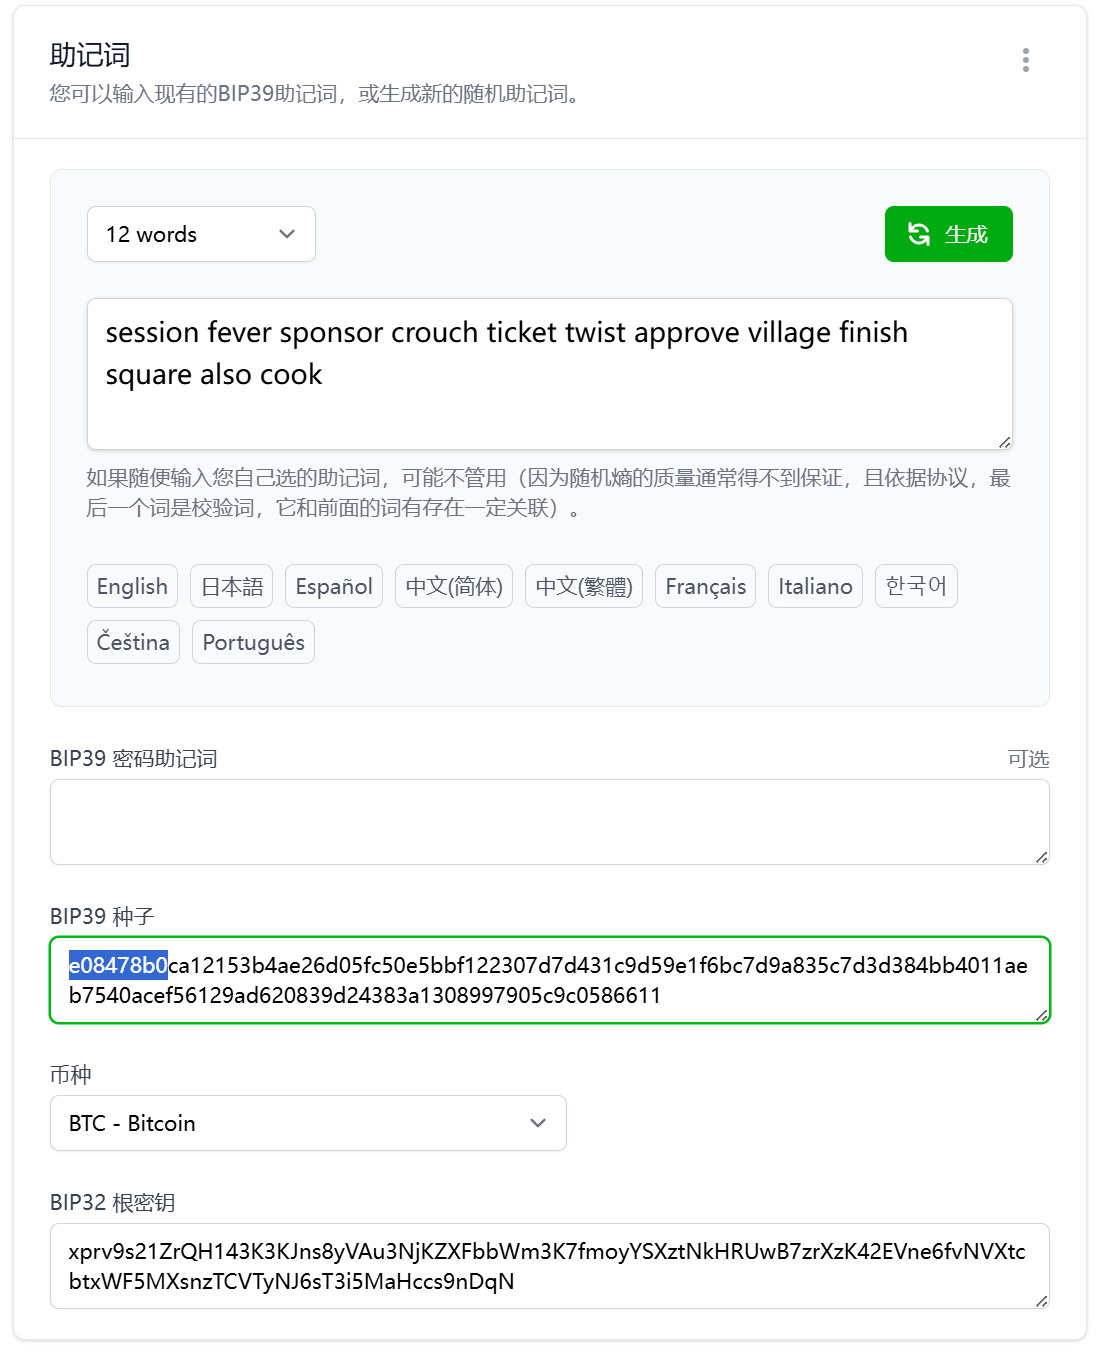 助记词
您可以输入现有的BIP39助记词，或生成新的随机助记词。
12 words
生成
session fever sponsor crouch ticket twist approve village finish
square also cook
如果随便输入您自己选的助记词，可能不管用（因为随机熵的质量通常得不到保证，且依据协议，最
后一个词是校验词，它和前面的词有存在一定关联）。
English 日本語 Español 中文(简体) 中文(繁體) Français Italiano 한국어
Čeština Português
BIP39 密码助记词 可选
BIP39 种子
e08478b0ca12153b4ae26d05fc50e5bbf122307d7d431c9d59e1f6bc7d9a835c7d3d384bb4011ae
b7540acef56129ad620839d24383a1308997905c9c0586611
币种
BTC - Bitcoin
BIP32 根密钥
xprv9s21ZrQH143K3KJns8yVAu3NjKZXFbbWm3K7fmoyYSXztNkHRUwB7zrXzK42EVne6fvNVXtc
btxWF5MXsnzTCVTyNJ6sT3i5MaHccs9nDqN